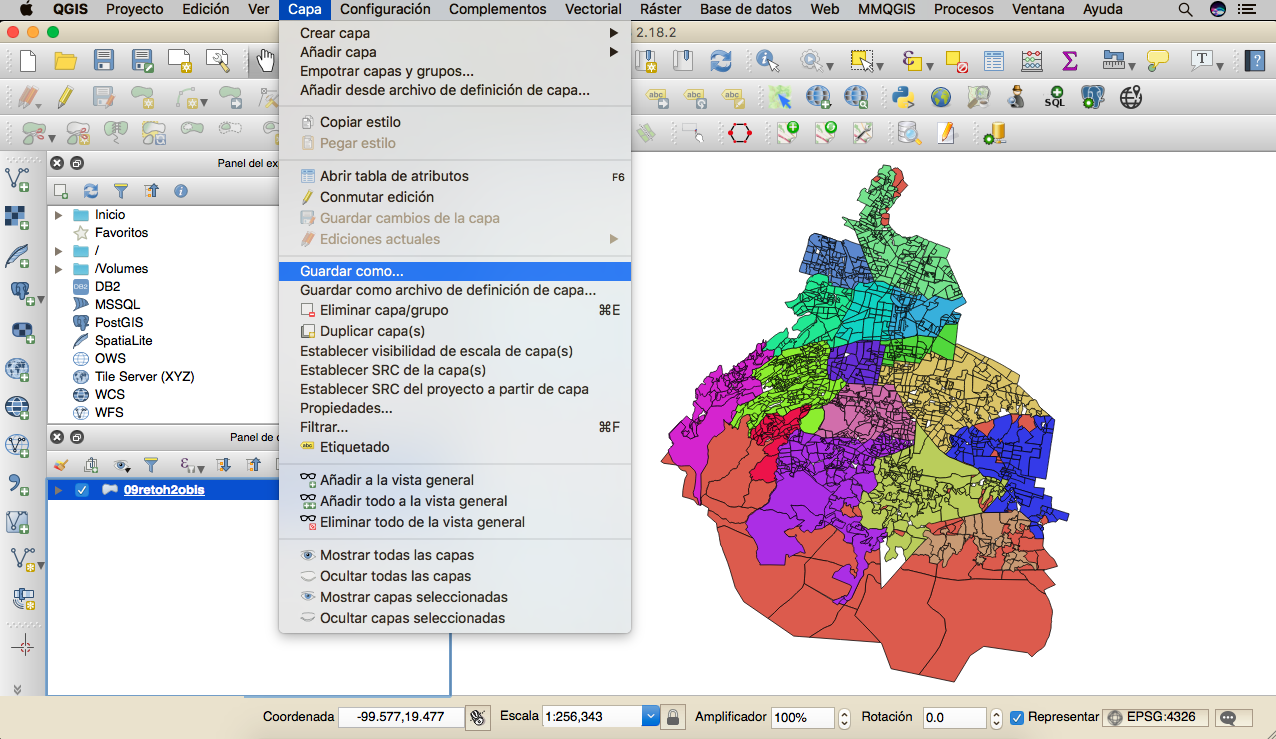 QGIS Proyecto Edición Ver Capa Configuración Complementos Vectorial Ráster Base de datos Web MMQGIS Procesos Ventana Ayuda
2.18.2
Crear capa
Añadir capa
Empotrar capas y grupos...
Añadir desde archivo de definición de capa...
Copiar estilo
Pegar estilo
Abrir tabla de atributos F6
Conmutar edición
Guardar cambios de la capa
Ediciones actuales
Guardar como...
Guardar como archivo de definición de capa...
Eliminar capa/grupo ⌘E
Duplicar capa(s)
Establecer visibilidad de escala de capa(s)
Establecer SRC de la capa(s)
Establecer SRC del proyecto a partir de capa
Propiedades...
Filtrar... ⌘F
abc Etiquetado
Añadir a la vista general
Añadir todo a la vista general
Eliminar todo de la vista general
Mostrar todas las capas
Ocultar todas las capas
Mostrar capas seleccionadas
Ocultar capas seleccionadas
abc abc abc
SQL
T
Panel del ex
Inicio
Favoritos
/
/Volumes
DB2 DB2
MSSQL
PostGIS
SpatiaLite
OWS
Tile Server (XYZ)
WCS
WFS
Panel de c
09retoh2obis
Coordenada -99.577,19.477 Escala 1:256,343 Amplificador 100% Rotación 0.0 Representar EPSG:4326